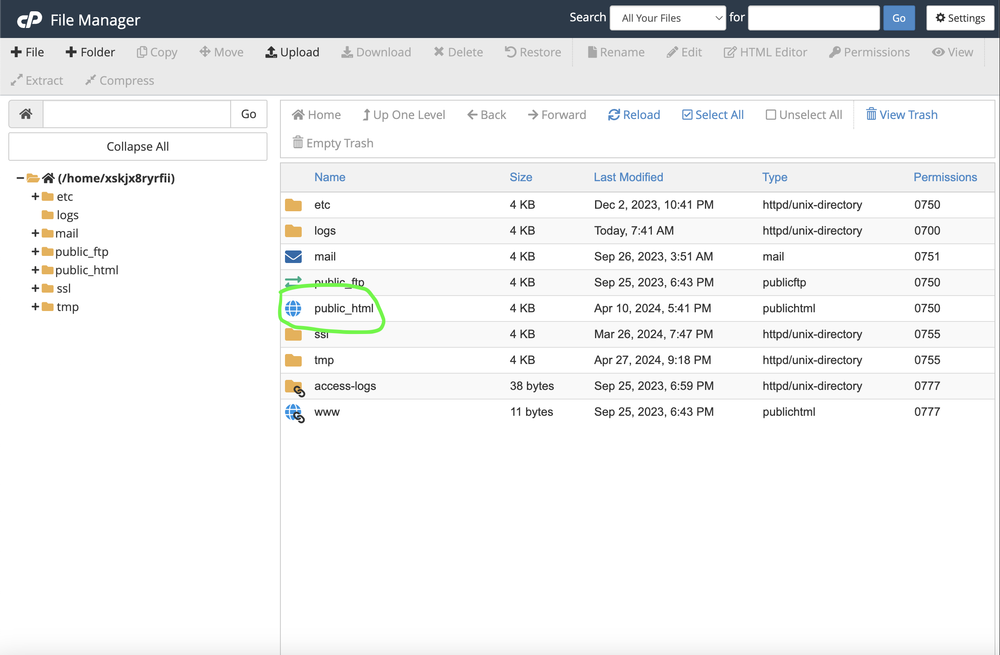 cP File Manager
Search All Your Files for Go Settings
File Folder Copy Move Upload Download Delete Restore Rename Edit HTML Editor Permissions View
Extract Compress
Go
Collapse All
(/home/xskjx8ryrfii)
etc
logs
mail
public_ftp
public_html
ssl
tmp
Home Up One Level Back Forward Reload Select All Unselect All View Trash
Empty Trash
Name Size Last Modified Type Permissions
etc 4 KB Dec 2, 2023, 10:41 PM httpd/unix-directory 0750
logs 4 KB Today, 7:41 AM httpd/unix-directory 0700
mail 4 KB Sep 26, 2023, 3:51 AM mail 0751
public_ftp 4 KB Sep 25, 2023, 6:43 PM publicftp 0750
public_html 4 KB Apr 10, 2024, 5:41 PM publichtml 0750
ssl 4 KB Mar 26, 2024, 7:47 PM httpd/unix-directory 0755
tmp 4 KB Apr 27, 2024, 9:18 PM httpd/unix-directory 0755
access-logs 38 bytes Sep 25, 2023, 6:59 PM httpd/unix-directory 0777
www 11 bytes Sep 25, 2023, 6:43 PM publichtml 0777